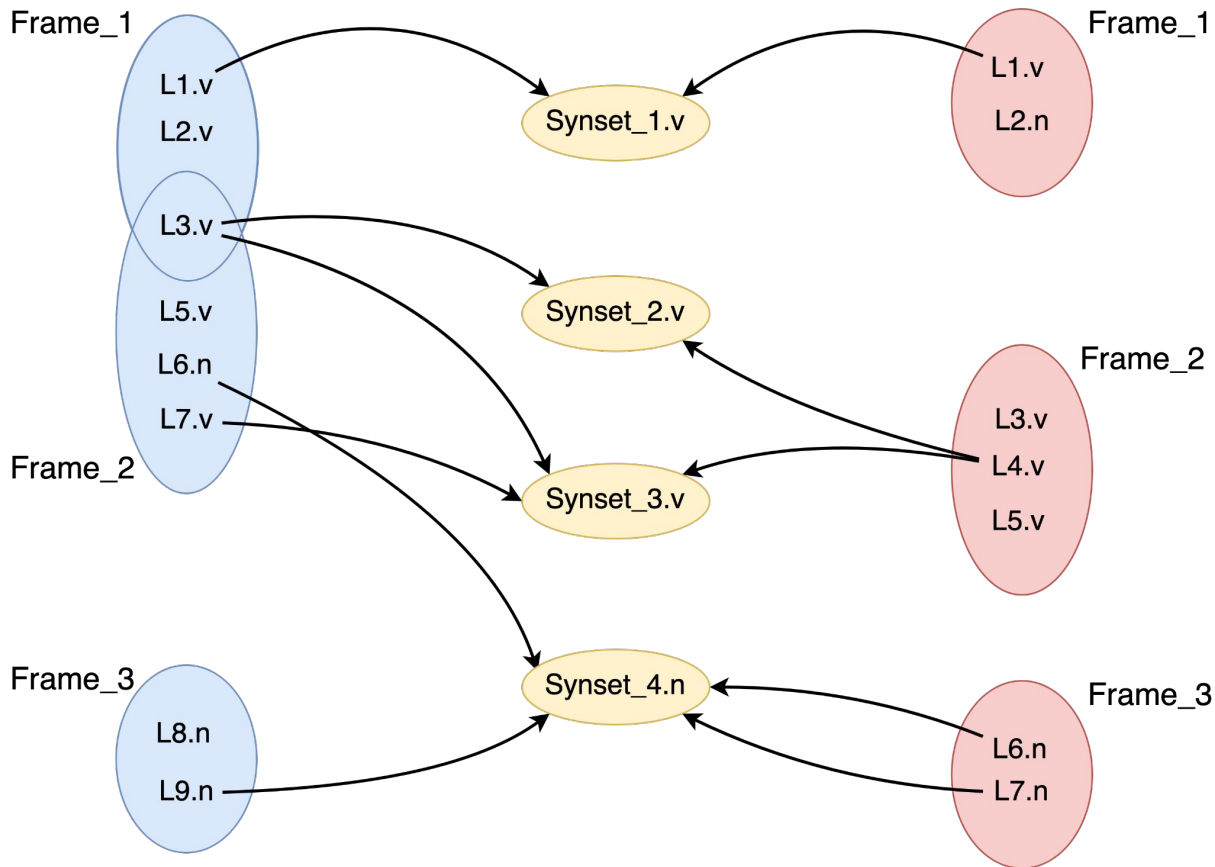 Frame_1
L1.v
L2.v
L3.v
L5.v
L6.n
L7.v
Frame_2
Frame_3
L8.n
L9.n
Synset_1.v
Synset_2.v
Synset_3.v
Synset_4.n
Frame_1
L1.v
L2.n
Frame_2
L3.v
L4.v
L5.v
Frame_3
L6.n
L7.n